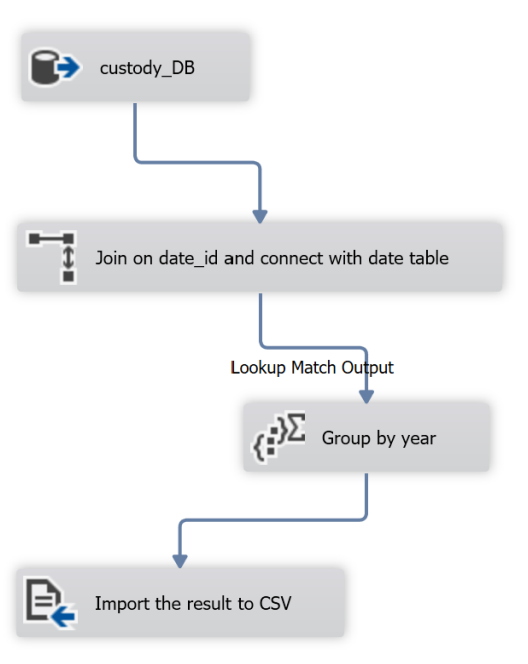 custody_DB
Join on date_id and connect with date table
Lookup Match Output
Group by year
Import the result to CSV